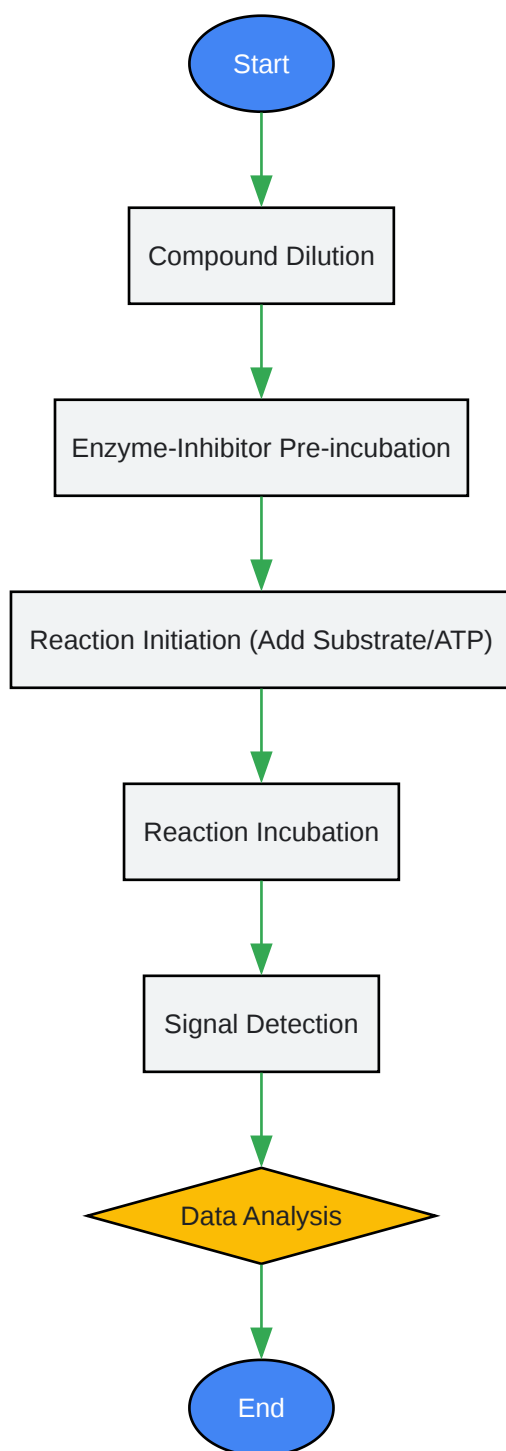 Start
Compound Dilution
Enzyme-Inhibitor Pre-incubation
Reaction Initiation (Add Substrate/ATP)
Reaction Incubation
Signal Detection
Data Analysis
End